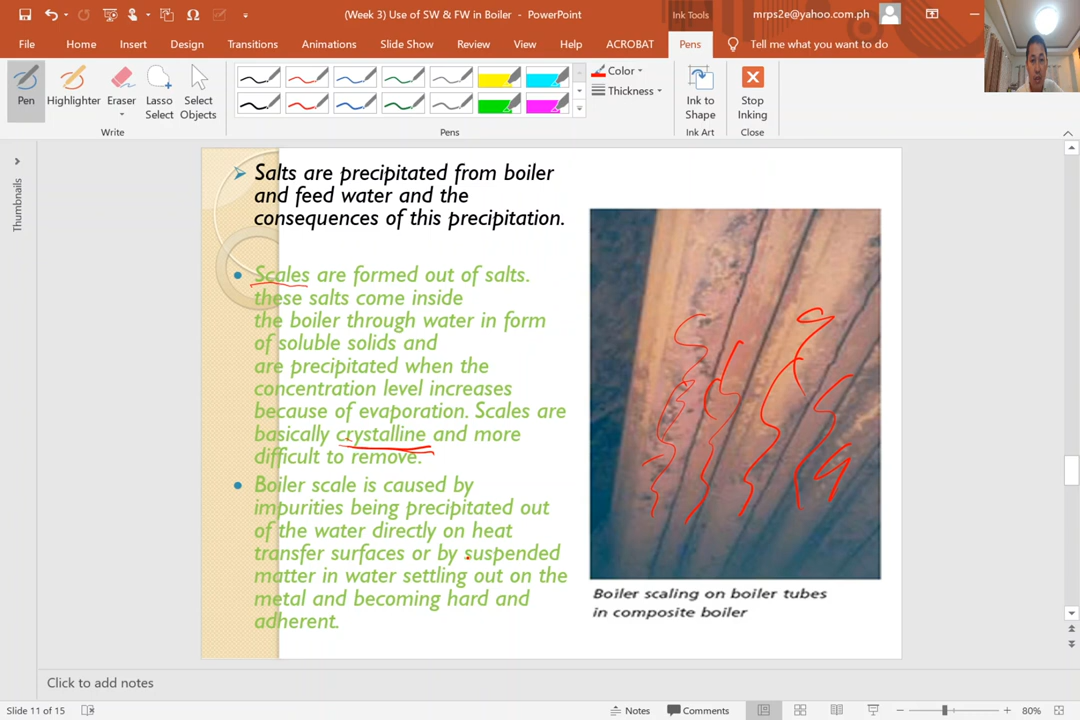 (Week 3) Use of SW & FW in Boiler - PowerPoint
Ink Tools
mrps2e@yahoo.com.ph
File
Home
Insert
Design
Transitions
Animations
Slide Show
Review
View
Help
ACROBAT
Pens
Tell me what you want to do
Pen
Highlighter
Eraser
Lasso
Select
Select
Objects
Write
Pens
Color
Thickness
Ink to
Shape
Ink Art
Stop
Inking
Close
Thumbnails
Salts are precipitated from boiler
and feed water and the
consequences of this precipitation.
Scales are formed out of salts.
these salts come inside
the boiler through water in form
of soluble solids and
are precipitated when the
concentration level increases
because of evaporation. Scales are
basically crystalline and more
difficult to remove.
Boiler scale is caused by
impurities being precipitated out
of the water directly on heat
transfer surfaces or by suspended
matter in water settling out on the
metal and becoming hard and
adherent.
Boiler scaling on boiler tubes
in composite boiler
Click to add notes
Slide 11 of 15
Notes
Comments
80%